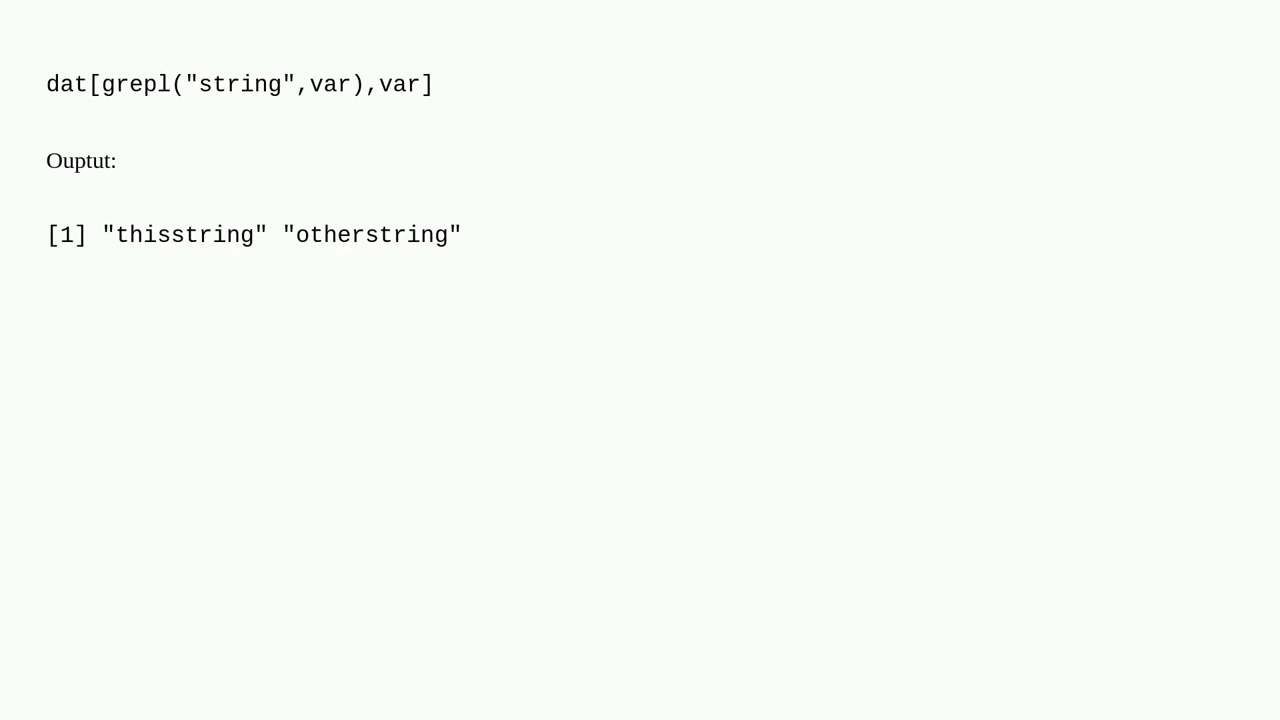 dat[grepl("string",var),var]
Ouptut:
[1] "thisstring" "otherstring"